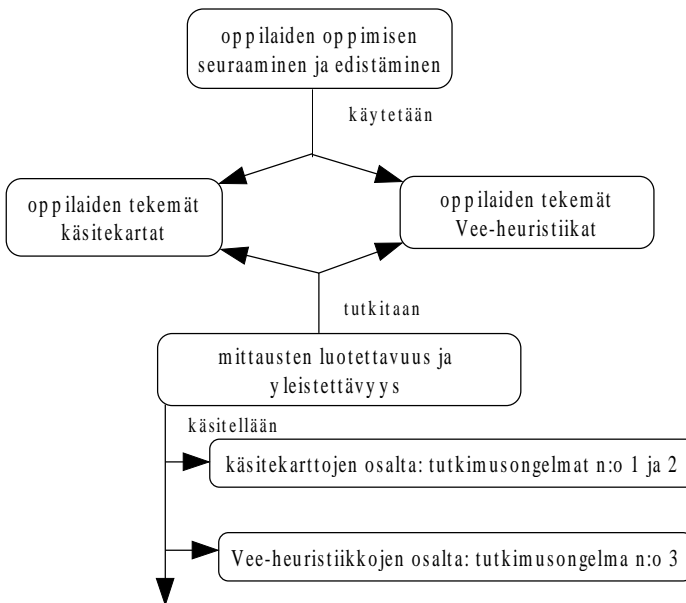 oppilaiden oppimisen
seuraaminen ja edistäminen
käytetään
oppilaiden tekemät
käsitekartat
oppilaiden tekemät
Vee-heuristiikat
tutkitaan
mittausten luotettavuus ja
yleistettävyys
käsitellään
käsitekarttojen osalta: tutkimusongelmat n:o 1 ja 2
Vee-heuristiikkojen osalta: tutkimusongelma n:o 3